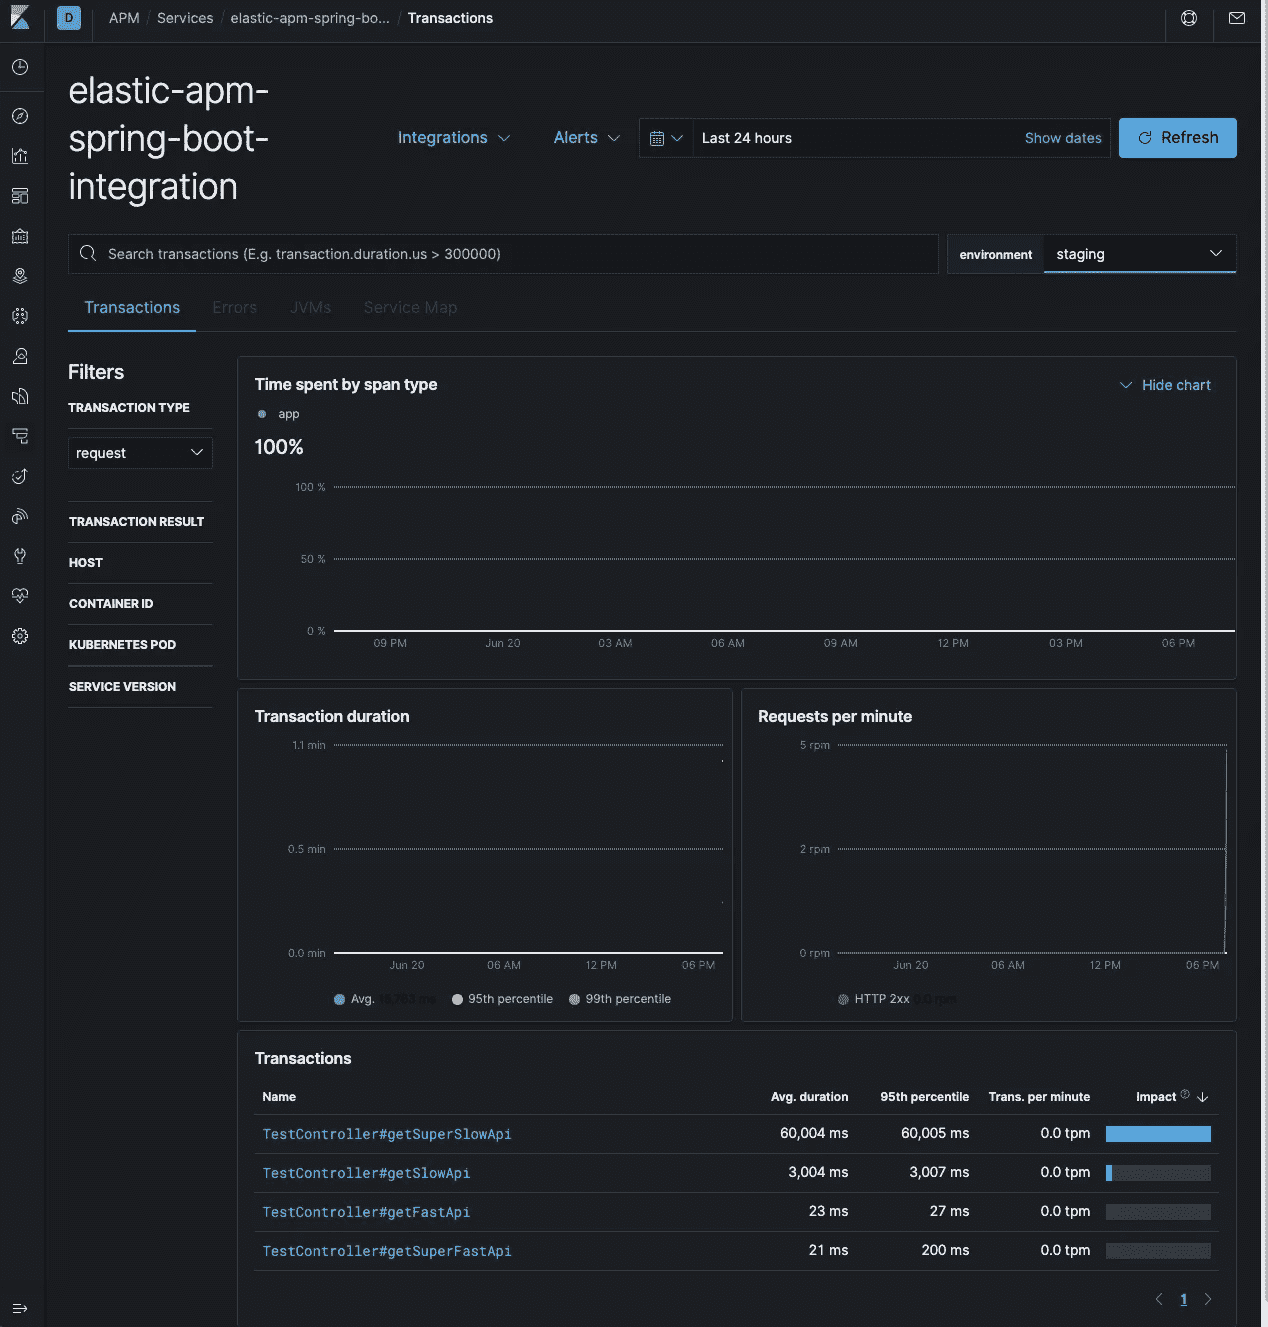 D APM / Services / elastic-apm-spring-bo... / Transactions
elastic-apm-
spring-boot-
integration
Integrations Alerts Last 24 hours Show dates Refresh
Search transactions (E.g. transaction.duration.us > 300000) environment staging
Transactions Errors JVMs Service Map
Filters
TRANSACTION TYPE
request
TRANSACTION RESULT
HOST
CONTAINER ID
KUBERNETES POD
SERVICE VERSION
Time spent by span type Hide chart
app
100%
100 %
50 %
0 %
09 PM Jun 20 03 AM 06 AM 09 AM 12 PM 03 PM 06 PM
Transaction duration
1.1 min
0.5 min
0.0 min
Jun 20 06 AM 12 PM 06 PM
Avg. 95th percentile 99th percentile
Requests per minute
5 rpm
2 rpm
0 rpm
Jun 20 06 AM 12 PM 06 PM
HTTP 2xx 0.0 rpm
Transactions
Name Avg. duration 95th percentile Trans. per minute Impact
TestController#getSuperSlowApi 60,004 ms 60,005 ms 0.0 tpm
TestController#getSlowApi 3,004 ms 3,007 ms 0.0 tpm
TestController#getFastApi 23 ms 27 ms 0.0 tpm
TestController#getSuperFastApi 21 ms 200 ms 0.0 tpm
1